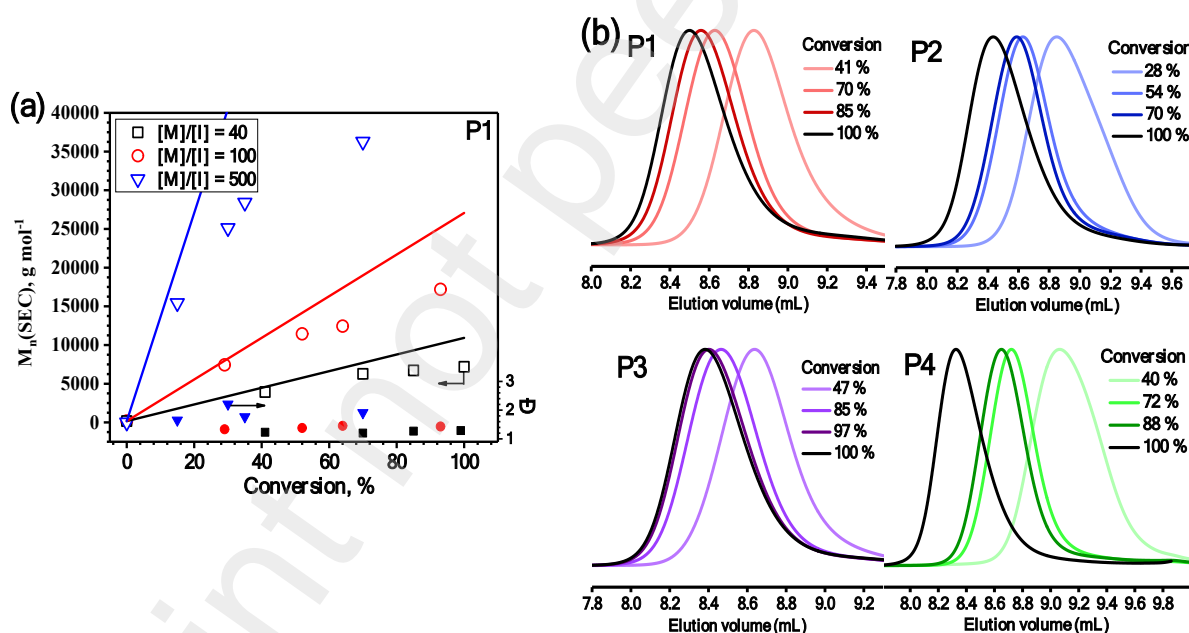 (a)
P1
[M]/[I] = 40
[M]/[I] = 100
[M]/[I] = 500
40000
35000
30000
25000
20000
15000
10000
5000
0
Mn(SEC), g mol-1
3
2
1
Đ
0 20 40 60 80 100
Conversion, %
(b)
P1
Conversion
41 %
70 %
85 %
100 %
8.0 8.2 8.4 8.6 8.8 9.0 9.2 9.4
Elution volume (mL)
P2
Conversion
28 %
54 %
70 %
100 %
7.8 8.0 8.2 8.4 8.6 8.8 9.0 9.2 9.4
Elution volume (mL)
P3
Conversion
47 %
85 %
97 %
100 %
7.8 8.0 8.2 8.4 8.6 8.8 9.0 9.2
Elution volume (mL)
P4
Conversion
40 %
72 %
88 %
100 %
8.0 8.2 8.4 8.6 8.8 9.0 9.2 9.4 9.6 9.8
Elution volume (mL)
int not pee